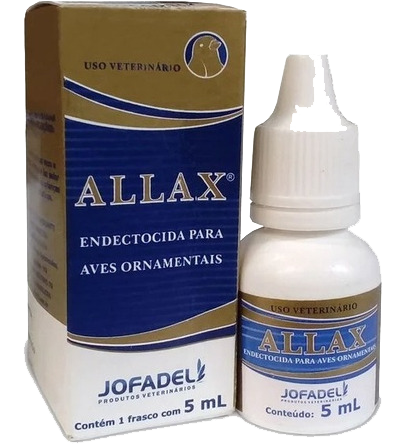 USO VETERINÁRIO
ALLAX®
ENDECTOCIDA PARA
AVES ORNAMENTAIS
JOFADEL
PRODUTOS VETERINÁRIOS
Contém 1 frasco com 5 mL
USO VETERINÁRIO
ALLAX
ENDECTOCIDA PARA AVES ORNAMENTAIS
JOFADEL
PRODUTOS VETERINÁRIOS
Conteúdo: 5 mL